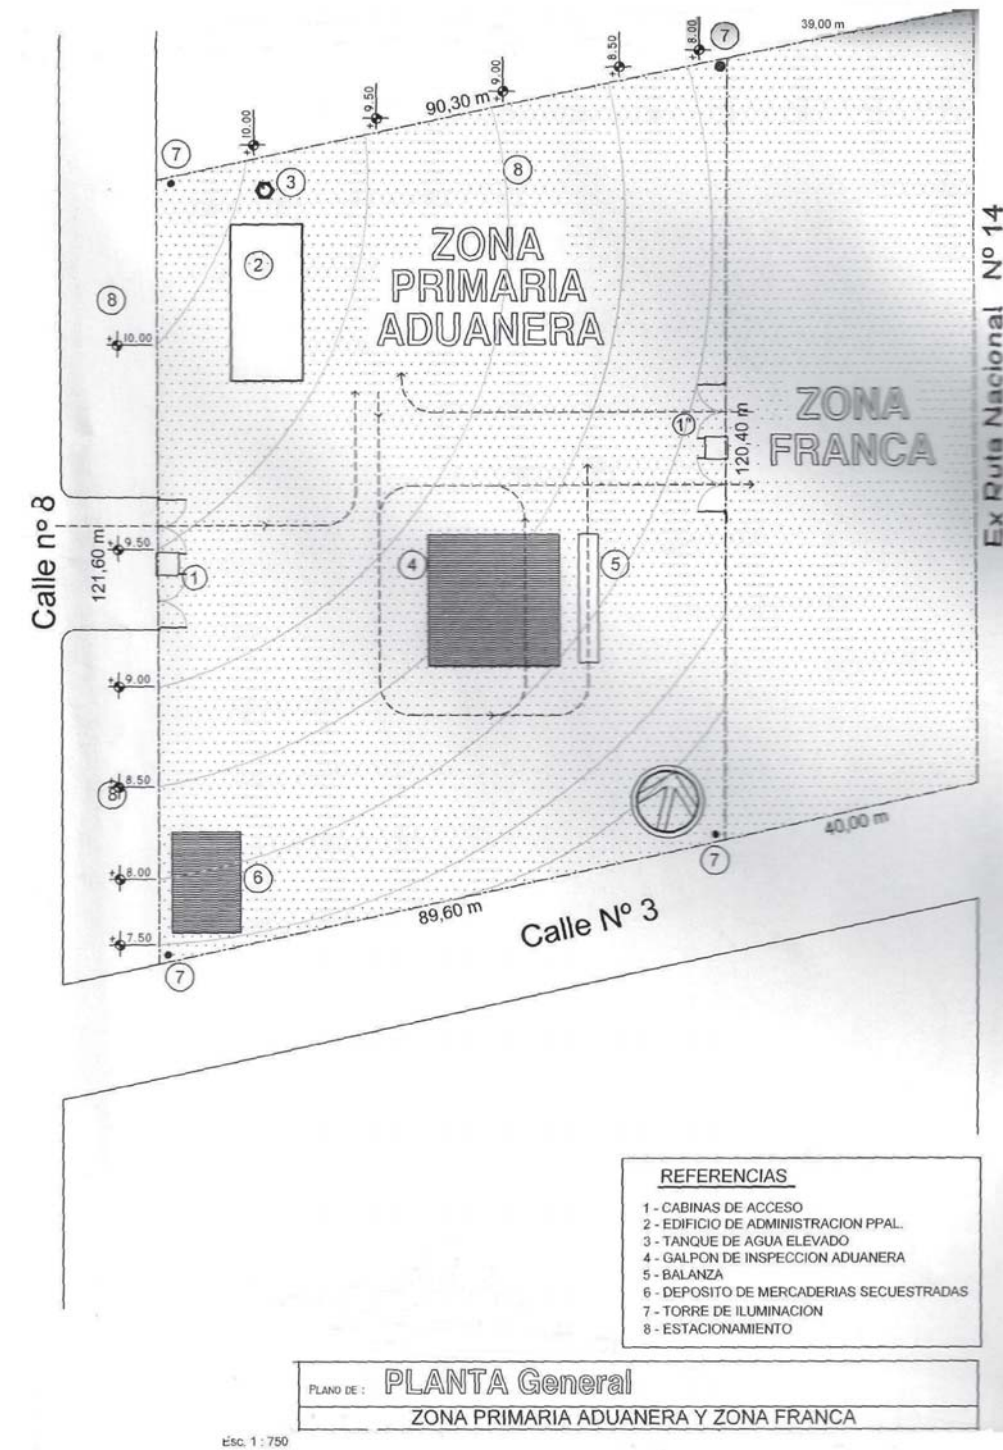 39,00 m
7
+8.00
+8.50
+9.00
90,30 m
+9.50
+10.00
7
3
8
2
ZONA
PRIMARIA
ADUANERA
8
+10.00
Ex Ruta Nacional Nº 14
ZONA
FRANCA
1"
120,40 m
Calle nº 8
121,60 m
+9.50
1
4
5
+9.00
+8.50
8
+8.00
6
+7.50
7
7
40,00 m
89,60 m
Calle Nº 3
REFERENCIAS
1 - CABINAS DE ACCESO
2 - EDIFICIO DE ADMINISTRACION PPAL.
3 - TANQUE DE AGUA ELEVADO
4 - GALPON DE INSPECCION ADUANERA
5 - BALANZA
6 - DEPOSITO DE MERCADERIAS SECUESTRADAS
7 - TORRE DE ILUMINACION
8 - ESTACIONAMIENTO
PLANO DE : PLANTA General
ZONA PRIMARIA ADUANERA Y ZONA FRANCA
Esc. 1 : 750